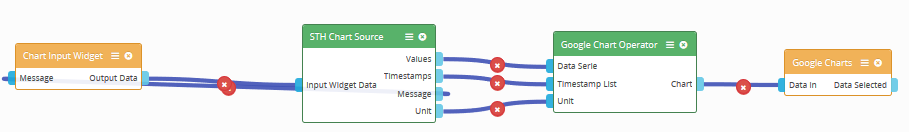 Chart Input Widget
Message Output Data
STH Chart Source
Values
Timestamps
Input Widget Data
Message
Unit
Google Chart Operator
Data Serie
Timestamp List Chart
Unit
Google Charts
Data In Data Selected